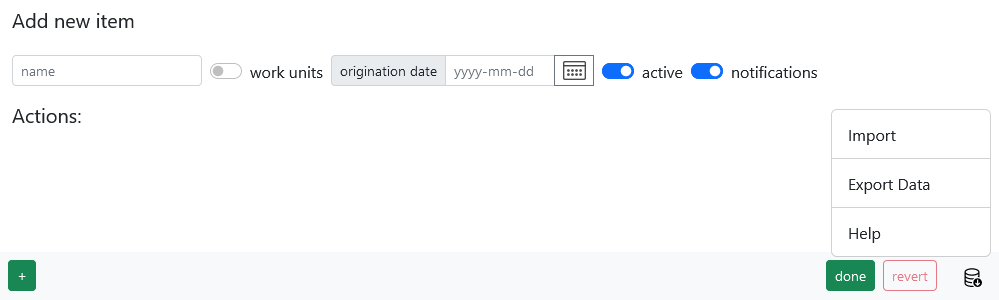 Add new item
name work units origination date yyyy-mm-dd active notifications
Actions:
Import
Export Data
Help
+ done revert